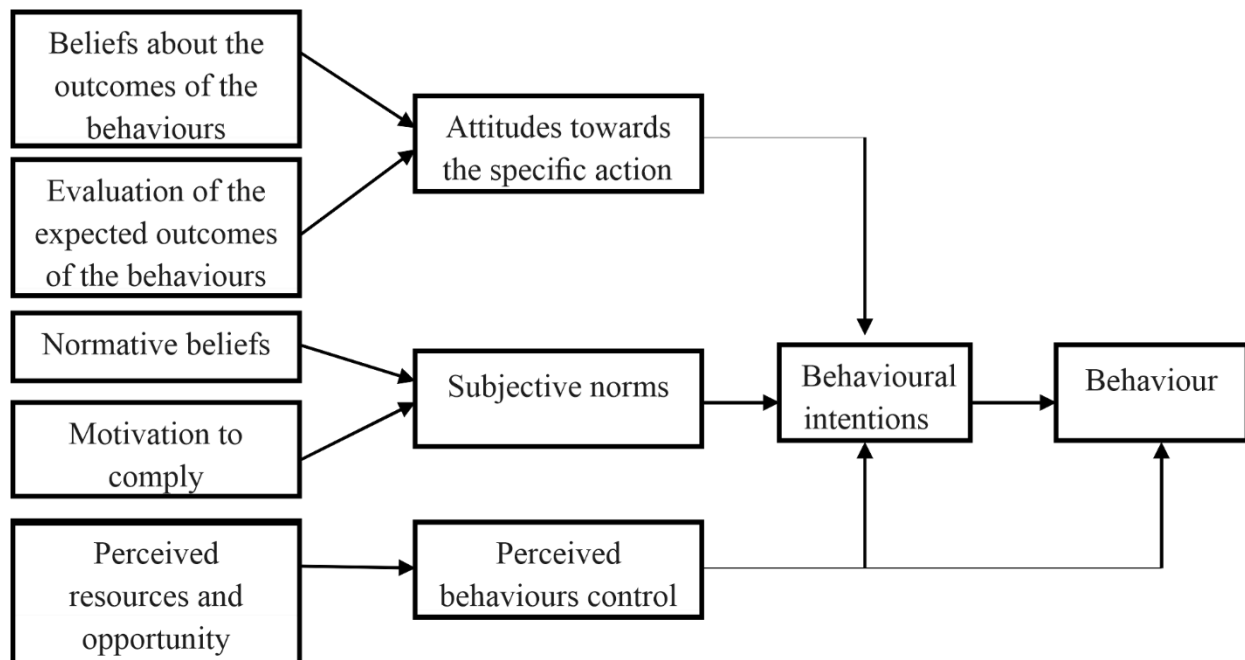 Beliefs about the
outcomes of the
behaviours
Evaluation of the
expected outcomes
of the behaviours
Normative beliefs
Motivation to
comply
Perceived
resources and
opportunity
Attitudes towards
the specific action
Subjective norms
Perceived
behaviours control
Behavioural
intentions
Behaviour